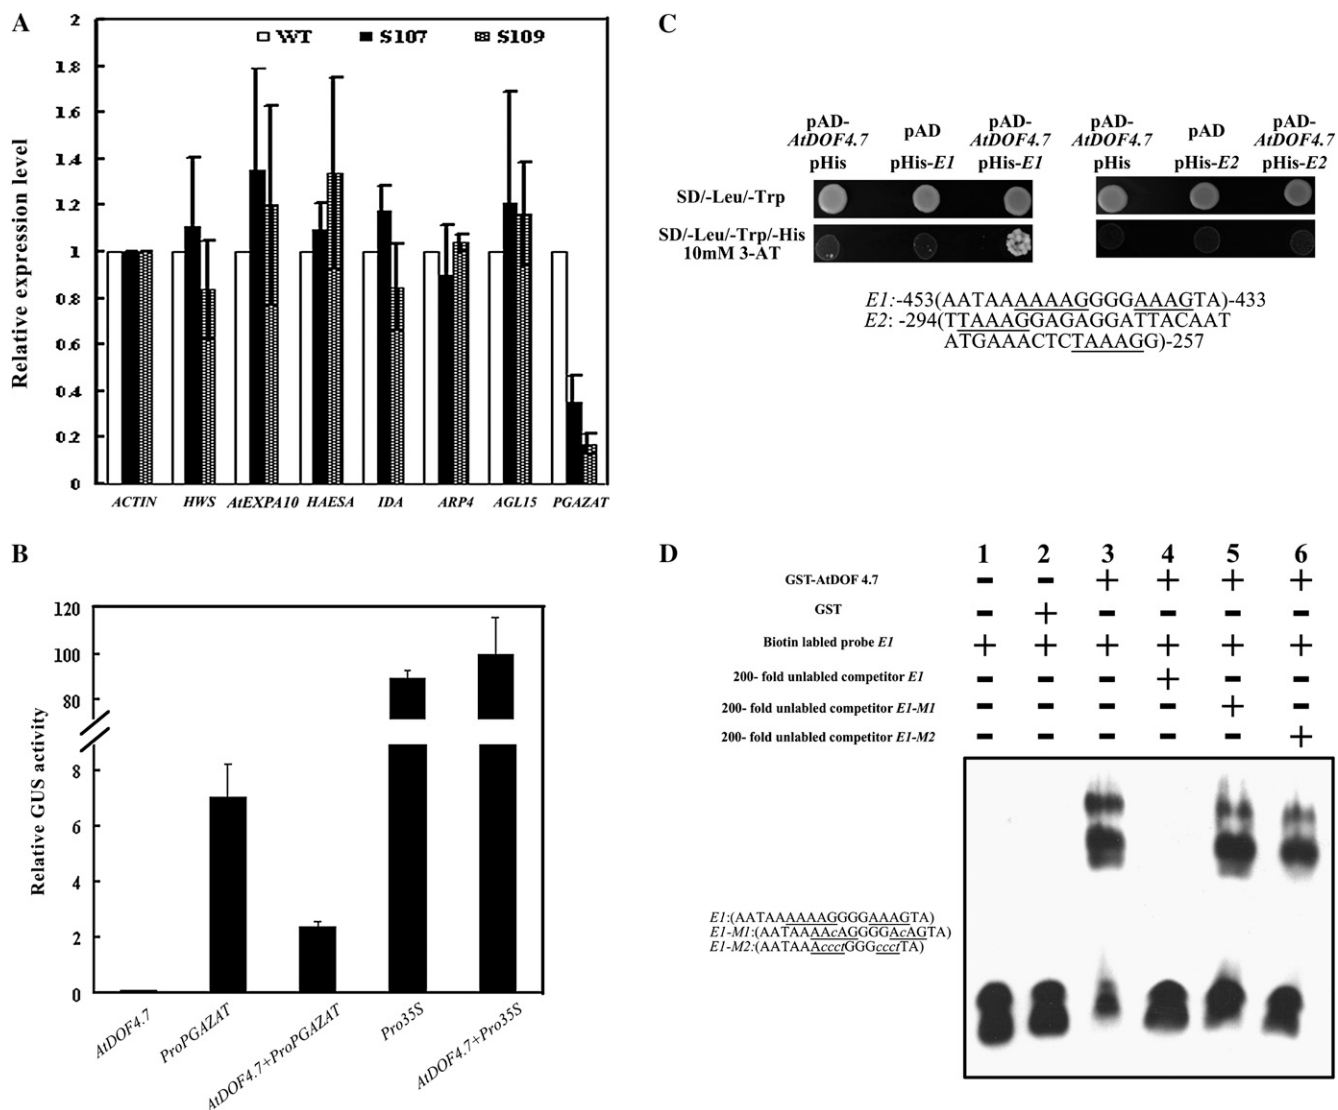 A
2
1.8
1.6
1.4
1.2
1
0.8
0.6
0.4
0.2
0
Relative expression level
WT S107 S109
ACTIN HWS AtEXPA10 HAESA IDA ARP4 AGL15 PGAZAT
B
120
100
80
8
6
4
2
0
Relative GUS activity
AtDOF4.7 ProPGAZAT AtDOF4.7+ProPGAZAT Pro35S AtDOF4.7+Pro35S
C
pAD- pAD pAD- pAD- pAD pAD-
AtDOF4.7 AtDOF4.7 AtDOF4.7 AtDOF4.7
pHis pHis-E1 pHis-E1 pHis pHis-E2 pHis-E2
SD/-Leu/-Trp
SD/-Leu/-Trp/-His
10mM 3-AT
E1:-453(AATAAAAAAGGGGAAAGTA)-433
E2: -294(TTAAAGGAGAGGATTACAAT
ATGAAACTCTAAAGG)-257
D
1 2 3 4 5 6
GST-AtDOF 4.7 - - + + + +
GST - + - - - -
Biotin labled probe E1 + + + + + +
200- fold unlabled competitor E1 - - - + - -
200- fold unlabled competitor E1-M1 - - - - + -
200- fold unlabled competitor E1-M2 - - - - - +
E1:(AATAAAAAAGGGGAAAGTA)
E1-M1:(AATAAAAcAGGGGAcAGTA)
E1-M2:(AATAAAccctGGGccctTA)